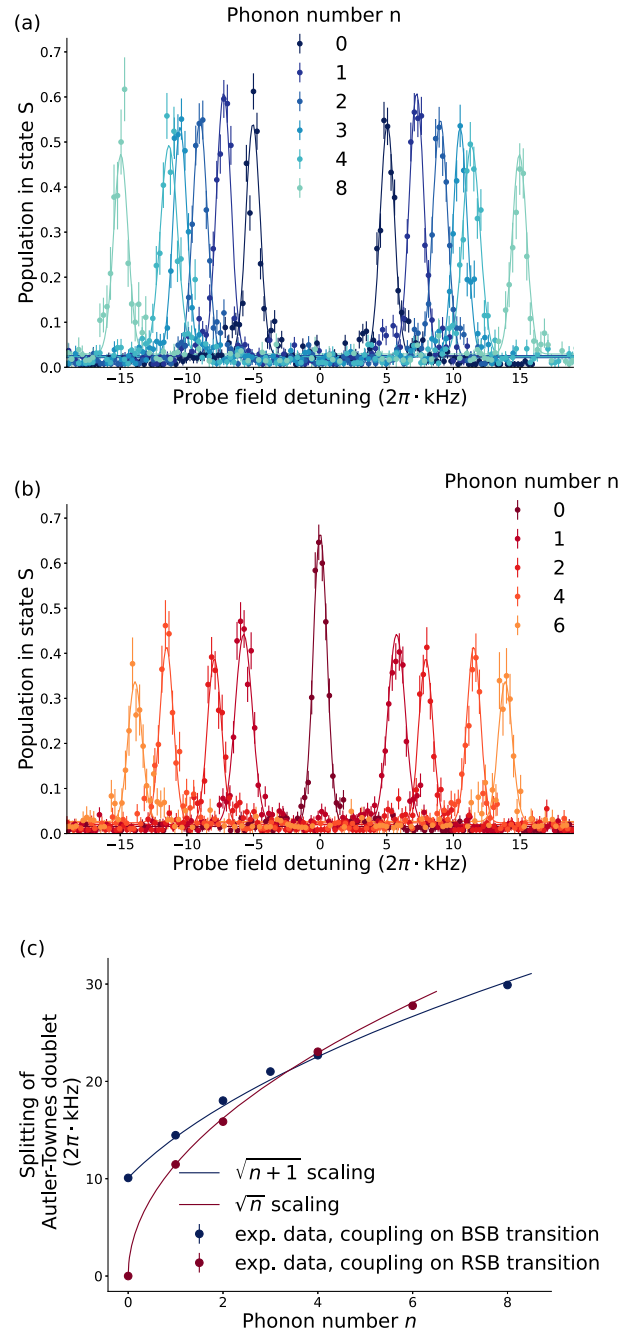 (a)
Phonon number n
0
1
2
3
4
8
Population in state S
0.7
0.6
0.5
0.4
0.3
0.2
0.1
0.0
−15 −10 −5 0 5 10 15
Probe field detuning (2π · kHz)
(b)
Phonon number n
0
1
2
4
6
Population in state S
0.7
0.6
0.5
0.4
0.3
0.2
0.1
0.0
−15 −10 −5 0 5 10 15
Probe field detuning (2π · kHz)
(c)
Splitting of
Autler-Townes doublet
(2π · kHz)
30
20
10
0
√n + 1 scaling
√n scaling
exp. data, coupling on BSB transition
exp. data, coupling on RSB transition
0 2 4 6 8
Phonon number n